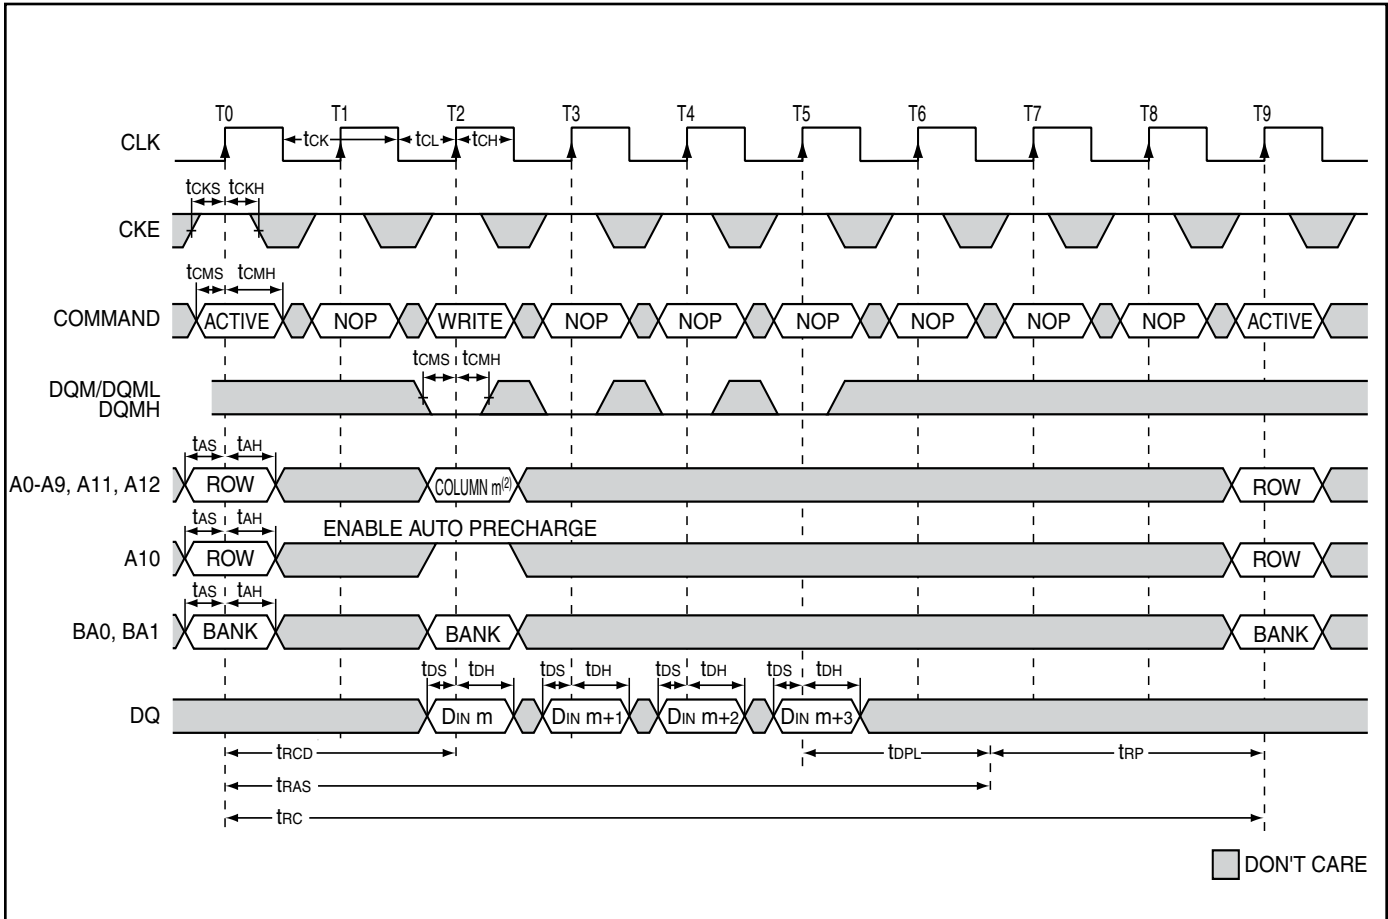 T0 T1 T2 T3 T4 T5 T6 T7 T8 T9
CLK tCK tCL tCH
tCKS tCKH
CKE
tCMS tCMH
COMMAND ACTIVE NOP WRITE NOP NOP NOP NOP NOP NOP ACTIVE
tCMS tCMH
DQM/DQML
DQMH
tAS tAH
A0-A9, A11, A12 ROW COLUMN m(2) ROW
tAS tAH ENABLE AUTO PRECHARGE
A10 ROW ROW
tAS tAH
BA0, BA1 BANK BANK BANK
tDS tDH tDS tDH tDS tDH tDS tDH
DQ DIN m DIN m+1 DIN m+2 DIN m+3
tRCD tDPL tRP
tRAS
tRC
DON'T CARE